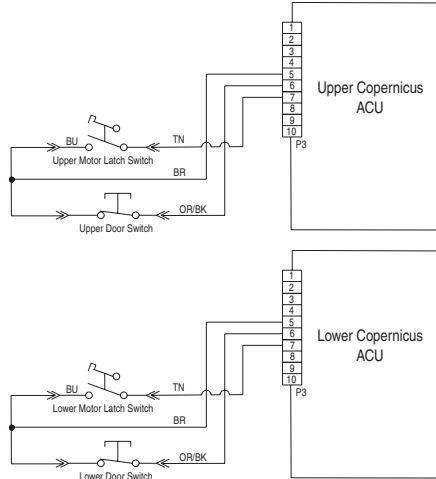 1
2
3
4
5
6
7
8
9
10
P3
Upper Copernicus
ACU
BU
TN
Upper Motor Latch Switch
BR
OR/BK
Upper Door Switch
1
2
3
4
5
6
7
8
9
10
P3
Lower Copernicus
ACU
BU
TN
Lower Motor Latch Switch
BR
OR/BK
Lower Door Switch